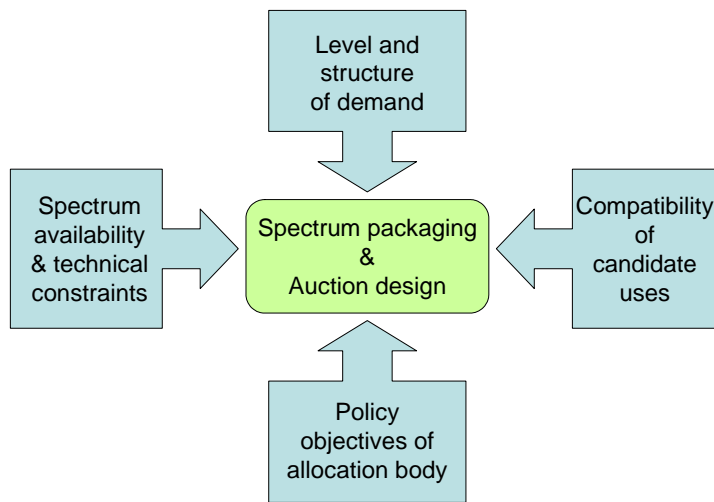 Level and
structure
of demand
Spectrum
availability
& technical
constraints
Spectrum packaging
&
Auction design
Compatibility
of
candidate
uses
Policy
objectives of
allocation body